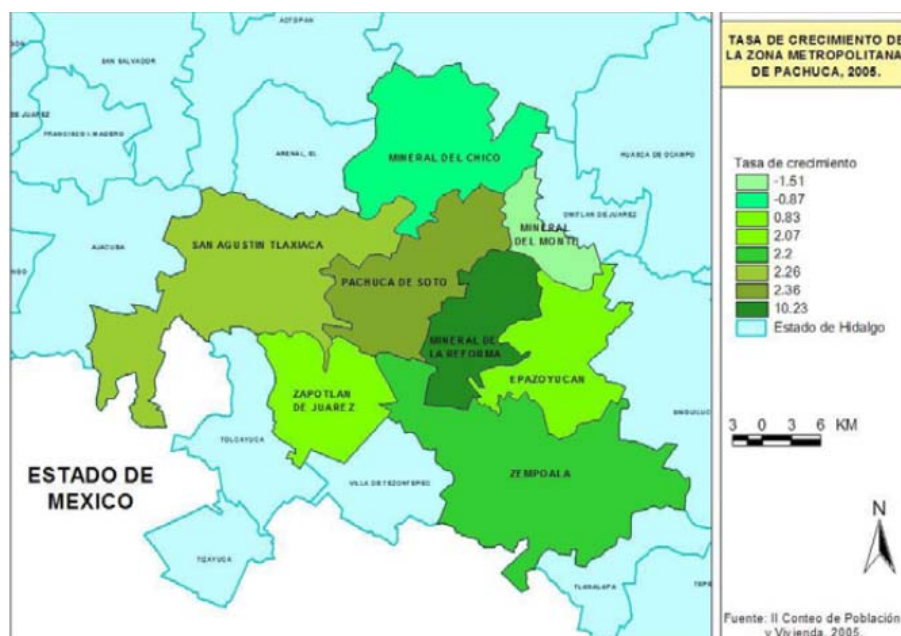 ACTOPAN
SAN SALVADOR
FRANCISCO I. MADERO
ARENAL, EL
MINERAL DEL CHICO
HUASCA DE OCAMPO
OMITLAN DE JUAREZ
MINERAL
DEL MONTE
AJACUBA
SAN AGUSTIN TLAXIACA
PACHUCA DE SOTO
MINERAL DE
LA REFORMA
EPAZOYUCAN
ZAPOTLAN
DE JUAREZ
TOLCAYUCA
ESTADO DE
MEXICO
VILLA DE TEZONTEPEC
ZEMPOALA
TIZAYUCA
TLANALAPA
TEPE
TASA DE CRECIMIENTO DE
LA ZONA METROPOLITANA
DE PACHUCA, 2005.
Tasa de crecimiento
-1.51
-0.87
0.83
2.07
2.2
2.26
2.36
10.23
Estado de Hidalgo
3 0 3 6 KM
N
Fuente: II Conteo de Población
y Vivienda, 2005.